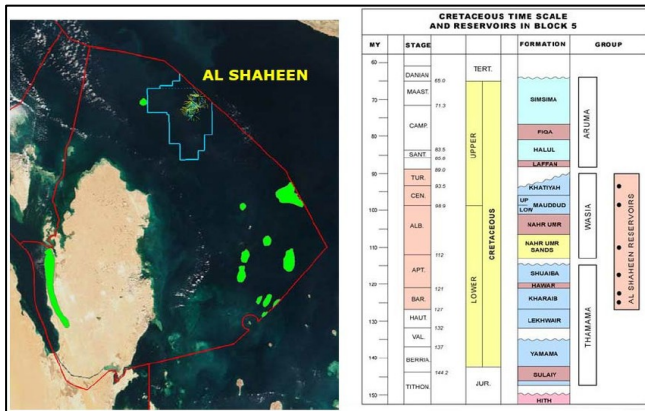 AL SHAHEEN
CRETACEOUS TIME SCALE
AND RESERVOIRS IN BLOCK 5
MY
STAGE
FORMATION
GROUP
60
70
80
90
100
110
120
130
140
150
DANIAN
MAAST.
CAMP.
SANT.
TUR.
CEN.
ALB.
APT.
BAR.
HAUT
VAL.
BERRIA.
TITHON.
65.0
71.3
83.5
85.6
89.0
93.5
98.9
112
121
127
132
137
144.2
TERT.
UPPER
LOWER
CRETACEOUS
JUR.
SIMSIMA
FIQA
HALUL
LAFFAN
KHATIYAH
UP
LOW
MAUDDUD
NAHR UMR
NAHR UMR
SANDS
SHUAIBA
HAWAR
KHARAIB
LEKHWAIR
YAMAMA
SULAIY
HITH
ARUMA
WASIA
THAMAMA
AL SHAHEEN RESERVOIRS